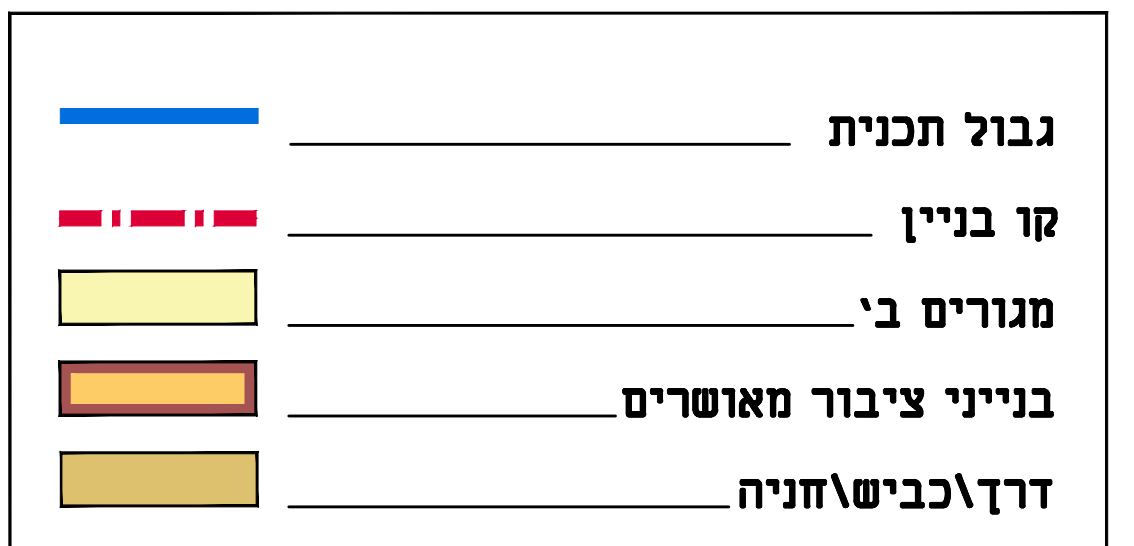 גבול תכנית
קו בניין
מגורים ב'
בנייני ציבור מאושרים
דרך\כביש\חניה